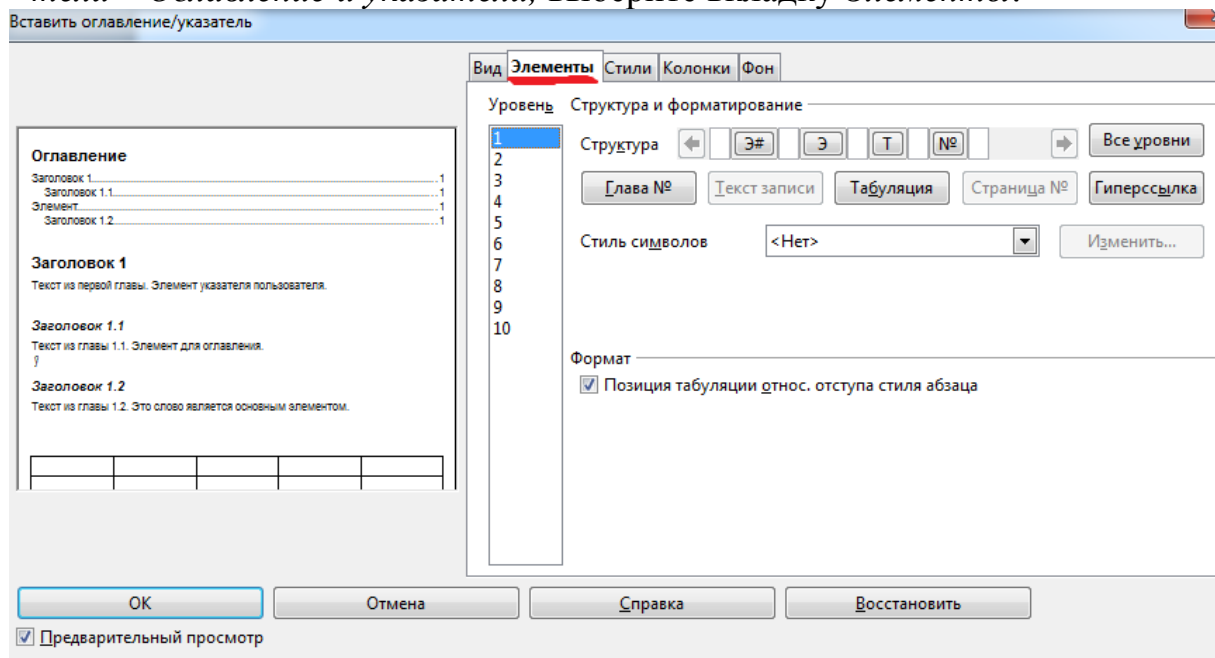 Вставить оглавление/указатель
Вид Элементы Стили Колонки Фон
Оглавление
Заголовок 1 1
Заголовок 1.1 1
Элемент 1
Заголовок 1.2 1
Заголовок 1
Текст из первой главы. Элемент указателя пользователя.
Заголовок 1.1
Текст из главы 1.1. Элемент для оглавления.
Заголовок 1.2
Текст из главы 1.2. Это слово является основным элементом.
Уровень Структура и форматирование
1
2
3
4
5
6
7
8
9
10
Структура Э# Э Т № Все уровни
Глава № Текст записи Табуляция Страница № Гиперссылка
Стиль символов <Нет> Изменить...
Формат
Позиция табуляции относ. отступа стиля абзаца
OK Отмена Справка Восстановить
Предварительный просмотр